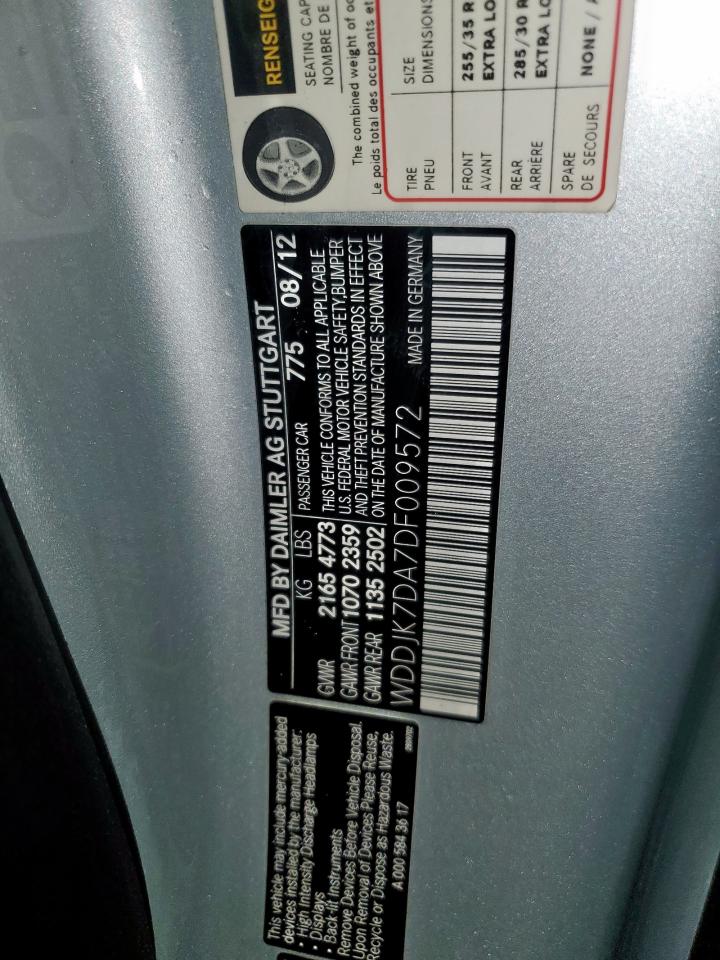 RENSEIG
SEATING CAP
NOMBRE DE
The combined weight of oc
Le poids total des occupants et
TIRE SIZE
PNEU DIMENSIONS
FRONT 255/35 R
AVANT EXTRA LO
REAR 285/30 R
ARRIÈRE EXTRA LO
SPARE NONE / A
DE SECOURS
MFD BY DAIMLER AG STUTTGART
KG LBS PASSENGER CAR 775 08/12
GVWR 2165 4773 THIS VEHICLE CONFORMS TO ALL APPLICABLE
GAWR FRONT 1070 2359 U.S. FEDERAL MOTOR VEHICLE SAFETY,BUMPER
GAWR REAR 1135 2502 AND THEFT PREVENTION STANDARDS IN EFFECT
ON THE DATE OF MANUFACTURE SHOWN ABOVE
WDDJK7DA7DF009572 MADE IN GERMANY
This vehicle may include mercury-added
devices installed by the manufacturer:
• High Intensity Discharge Headlamps
• Displays
• Back lit Instruments
Remove Devices Before Vehicle Disposal.
Upon Removal of Devices Please Reuse,
Recycle or Dispose as Hazardous Waste.
A 000 584 36 17